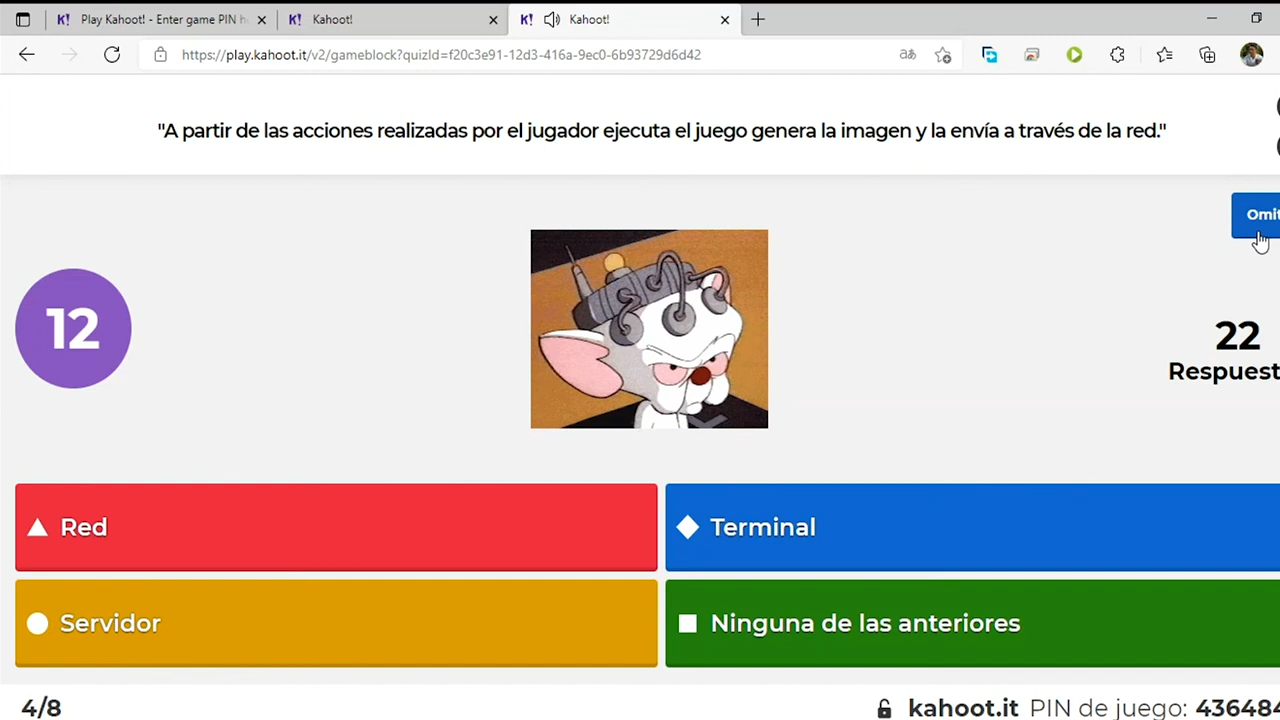 Play Kahoot! - Enter game PIN h
Kahoot!
Kahoot!
https://play.kahoot.it/v2/gameblock?quizId=f20c3e91-12d3-416a-9ec0-6b93729d6d42
"A partir de las acciones realizadas por el jugador ejecuta el juego genera la imagen y la envía a través de la red."
Omit
12
22
Respuest
Red
Terminal
Servidor
Ninguna de las anteriores
4/8
kahoot.it PIN de juego: 436484